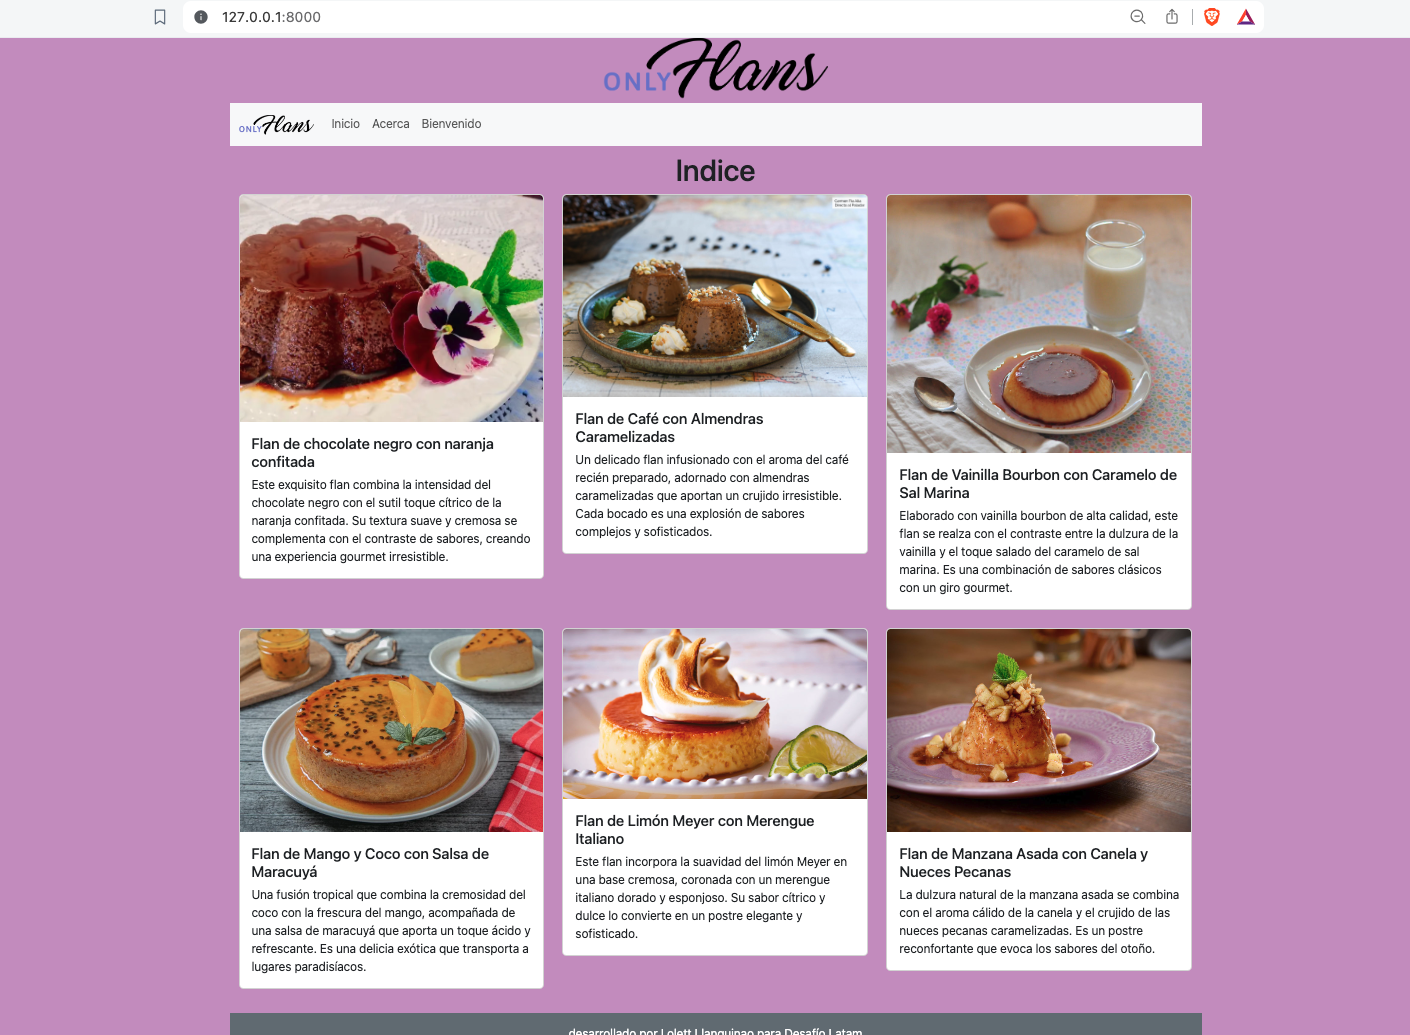 127.0.0.1:8000
ONLY Flans
ONLY Flans Inicio Acerca Bienvenido
Indice
Flan de chocolate negro con naranja
confitada
Este exquisito flan combina la intensidad del
chocolate negro con el sutil toque cítrico de la
naranja confitada. Su textura suave y cremosa se
complementa con el contraste de sabores, creando
una experiencia gourmet irresistible.
Flan de Café con Almendras
Caramelizadas
Un delicado flan infusionado con el aroma del café
recién preparado, adornado con almendras
caramelizadas que aportan un crujido irresistible.
Cada bocado es una explosión de sabores
complejos y sofisticados.
Flan de Vainilla Bourbon con Caramelo de
Sal Marina
Elaborado con vainilla bourbon de alta calidad, este
flan se realza con el contraste entre la dulzura de la
vainilla y el toque salado del caramelo de sal
marina. Es una combinación de sabores clásicos
con un giro gourmet.
Flan de Mango y Coco con Salsa de
Maracuyá
Una fusión tropical que combina la cremosidad del
coco con la frescura del mango, acompañada de
una salsa de maracuyá que aporta un toque ácido y
refrescante. Es una delicia exótica que transporta a
lugares paradisíacos.
Flan de Limón Meyer con Merengue
Italiano
Este flan incorpora la suavidad del limón Meyer en
una base cremosa, coronada con un merengue
italiano dorado y esponjoso. Su sabor cítrico y
dulce lo convierte en un postre elegante y
sofisticado.
Flan de Manzana Asada con Canela y
Nueces Pecanas
La dulzura natural de la manzana asada se combina
con el aroma cálido de la canela y el crujido de las
nueces pecanas caramelizadas. Es un postre
reconfortante que evoca los sabores del otoño.
desarrollado por Lolett Llanquinao para Desafío Latam